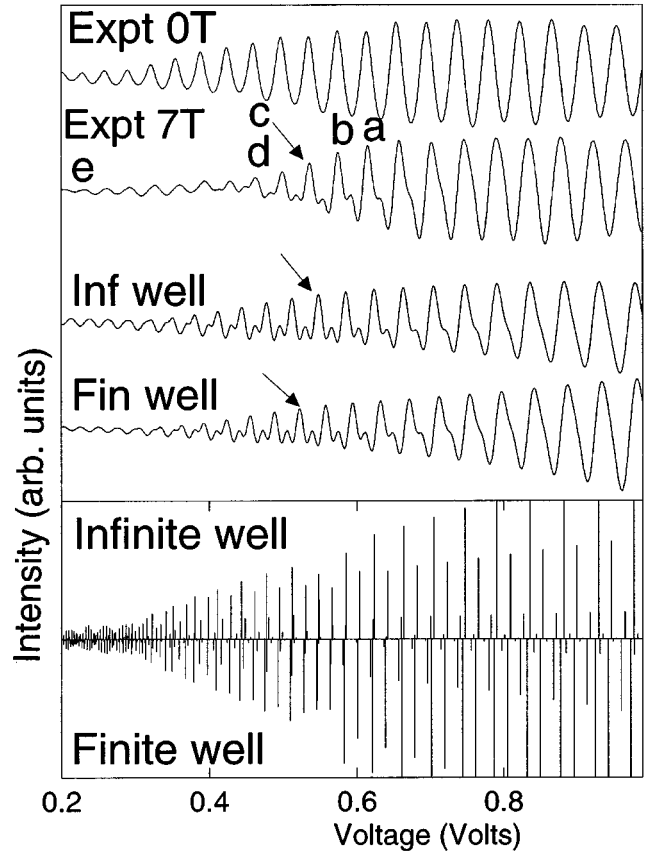 Expt 0T
Expt 7T
c
b a
d
e
Inf well
Fin well
Intensity (arb. units)
Infinite well
Finite well
0.2 0.4 0.6 0.8
Voltage (Volts)